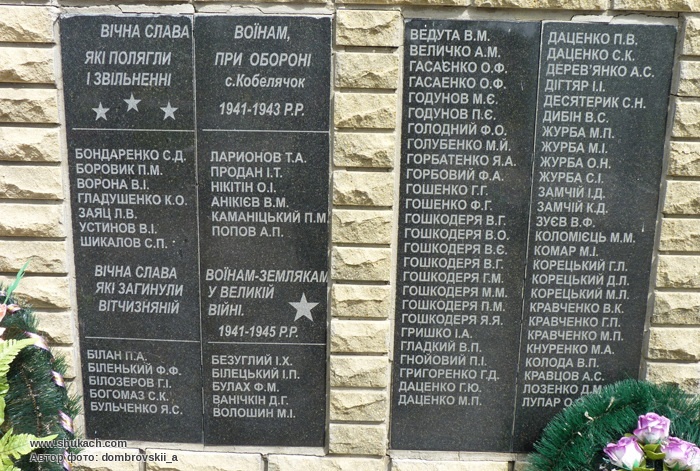 ВІЧНА СЛАВА
ЯКІ ПОЛЯГЛИ
І ЗВІЛЬНЕННІ
БОНДАРЕНКО С.Д.
БОРОВИК П.М.
ВОРОНА В.І.
ГЛАДУШЕНКО К.О.
ЗАЯЦ Л.В.
УСТИНОВ В.І.
ШИКАЛОВ С.П.
ВІЧНА СЛАВА
ЯКІ ЗАГИНУЛИ
ВІТЧИЗНЯНІЙ
БІЛАН П.А.
БІЛЕНЬКИЙ Ф.Ф.
БІЛОЗЕРОВ Г.І.
БОГОМАЗ С.К.
БУЛЬЧЕНКО Я.С.
ВОЇНАМ,
ПРИ ОБОРОНІ
с.Кобелячок
1941-1943 Р.Р.
ЛАРИОНОВ Т.А.
ПРОДАН І.Т.
НІКІТІН О.І.
АНІКІЄВ В.М.
КАМАНІЦЬКИЙ П.М.
ПОПОВ А.П.
ВОЇНАМ-ЗЕМЛЯКАМ
У ВЕЛИКІЙ
ВІЙНІ.
1941-1945 Р.Р.
БЕЗУГЛИЙ І.Х.
БІЛЕЦЬКИЙ І.П.
БУЛАХ Ф.М.
ВАНІЧКІН Д.Г.
ВОЛОШИН М.І.
ВЕДУТА В.М.
ВЕЛИЧКО А.М.
ГАСАЄНКО О.Ф.
ГАСАЕНКО О.Ф.
ГОДУНОВ М.Є.
ГОДУНОВ П.Є.
ГОЛОДНИЙ Ф.О.
ГОЛУБЕНКО М.Й.
ГОРБАТЕНКО Я.А.
ГОРБОВИЙ Ф.А.
ГОШЕНКО Г.Г.
ГОШЕНКО Ф.Г.
ГОШКОДЕРЯ В.Г.
ГОШКОДЕРЯ В.О.
ГОШКОДЕРЯ В.Є.
ГОШКОДЕРЯ В.Г.
ГОШКОДЕРЯ Г.М.
ГОШКОДЕРЯ М.М.
ГОШКОДЕРЯ П.М.
ГОШКОДЕРЯ Я.Я.
ГРИШКО І.А.
ГЛАДКИЙ В.П.
ГНОЙОВИЙ П.І.
ГРИГОРЕНКО Г.Д.
ДАЦЕНКО Г.Ю.
ДАЦЕНКО М.П.
ДАЦЕНКО П.В.
ДАЦЕНКО С.К.
ДЕРЕВ'ЯНКО А.С.
ДІГТЯР І.І.
ДЕСЯТЕРИК С.Н.
ДИБІН В.С.
ЖУРБА М.П.
ЖУРБА М.І.
ЖУРБА О.Н.
ЖУРБА С.І.
ЗАМЧІЙ І.Д.
ЗАМЧІЙ К.Д.
ЗУЄВ В.Ф.
КОЛОМІЄЦЬ М.М.
КОМАР М.І.
КОРЕЦЬКИЙ Г.Л.
КОРЕЦЬКИЙ Д.Л.
КОРЕЦЬКИЙ М.Л.
КРАВЧЕНКО В.К.
КРАВЧЕНКО Г.П.
КРАВЧЕНКО М.П.
КНУРЕНКО М.А.
КОЛОДА В.П.
КРАВЦОВ А.С.
ЛОЗЕНКО Д.М.
ЛУПАР О.
www.shukach.com
Автор фото: dombrovskii_a